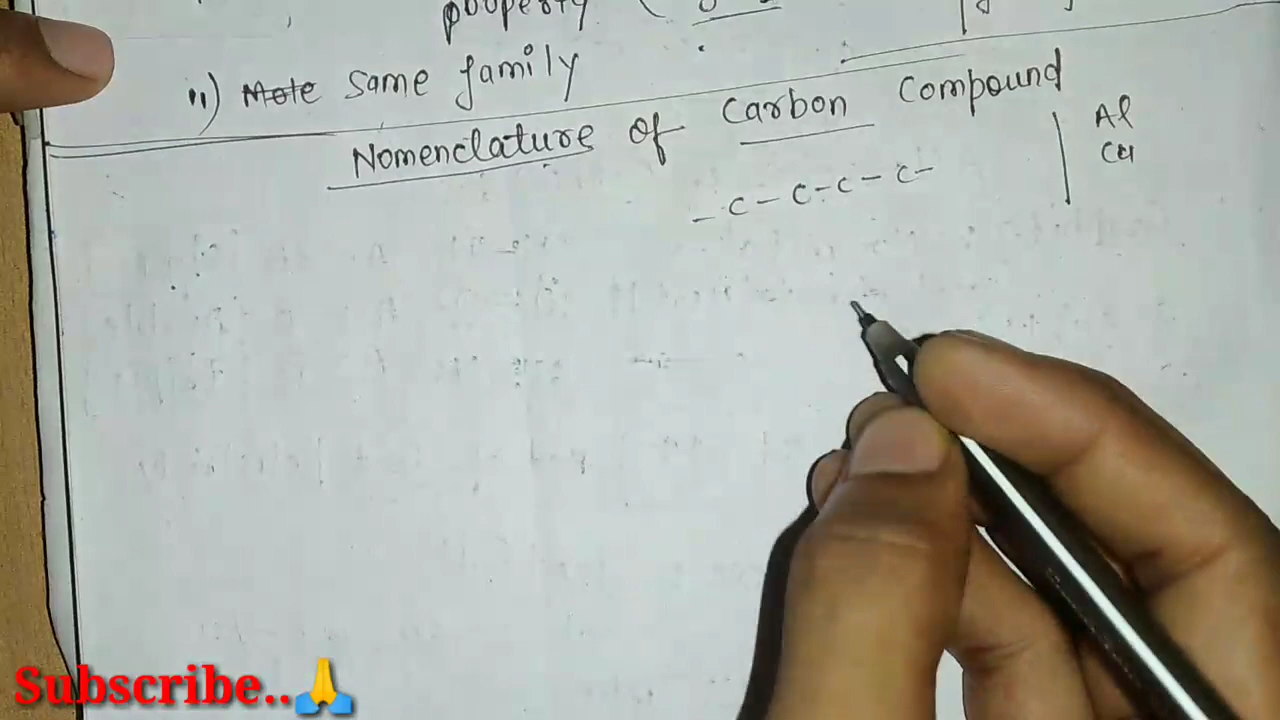 property (
ii) Mole Same family
Nomenclature of Carbon Compound
- C - C - C - C -
Al
Subscribe..🙏